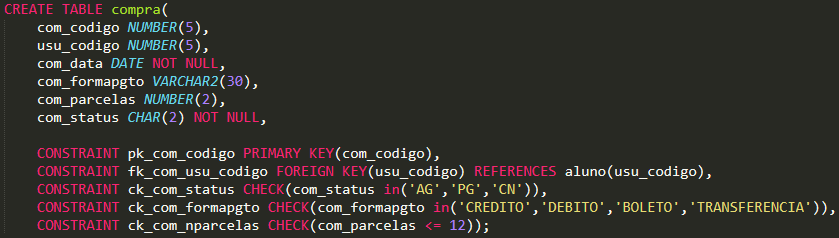 CREATE TABLE compra(
com_codigo NUMBER(5),
usu_codigo NUMBER(5),
com_data DATE NOT NULL,
com_formapgto VARCHAR2(30),
com_parcelas NUMBER(2),
com_status CHAR(2) NOT NULL,
CONSTRAINT pk_com_codigo PRIMARY KEY(com_codigo),
CONSTRAINT fk_com_usu_codigo FOREIGN KEY(usu_codigo) REFERENCES aluno(usu_codigo),
CONSTRAINT ck_com_status CHECK(com_status in('AG','PG','CN')),
CONSTRAINT ck_com_formapgto CHECK(com_formapgto in('CREDITO','DEBITO','BOLETO','TRANSFERENCIA')),
CONSTRAINT ck_com_nparcelas CHECK(com_parcelas <= 12));